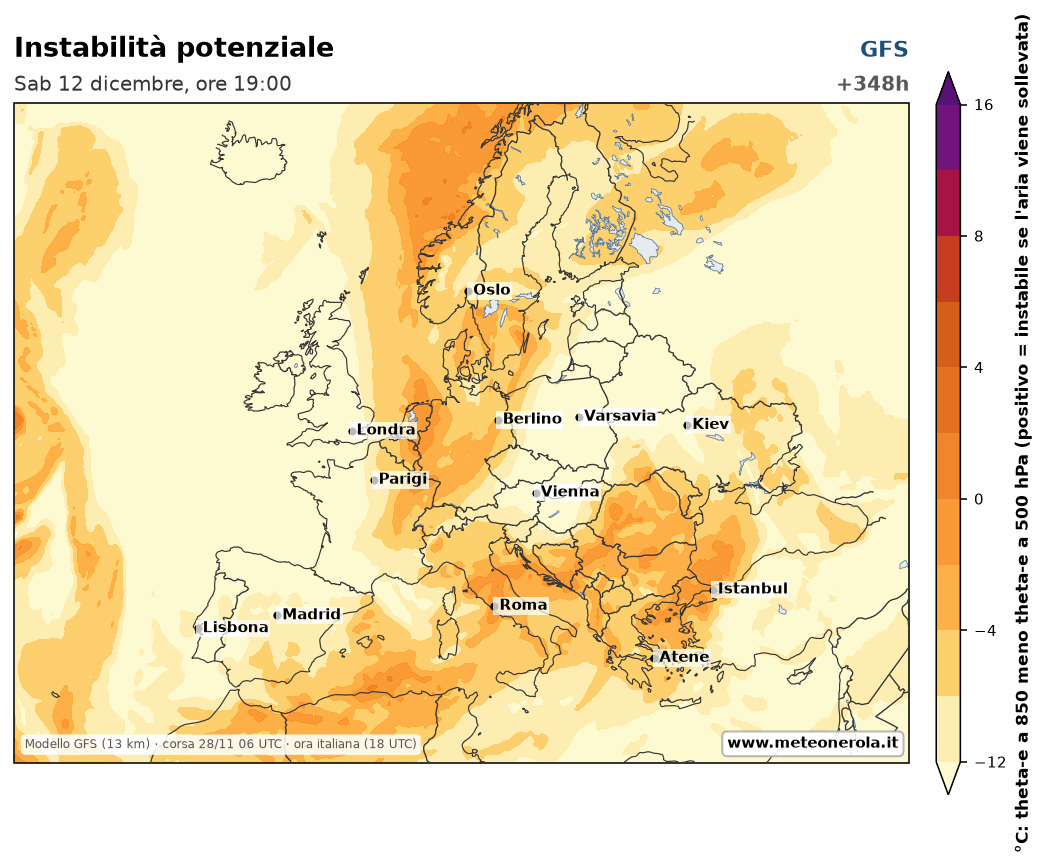 Instabilità potenziale
GFS
Sab 12 dicembre, ore 19:00
+348h
Oslo
Londra
Berlino
Varsavia
Kiev
Parigi
Vienna
Istanbul
Roma
Madrid
Lisbona
Atene
Modello GFS (13 km) · corsa 28/11 06 UTC · ora italiana (18 UTC)
www.meteonerola.it
16
8
4
0
−4
−12
°C: theta-e a 850 meno theta-e a 500 hPa (positivo = instabile se l'aria viene sollevata)